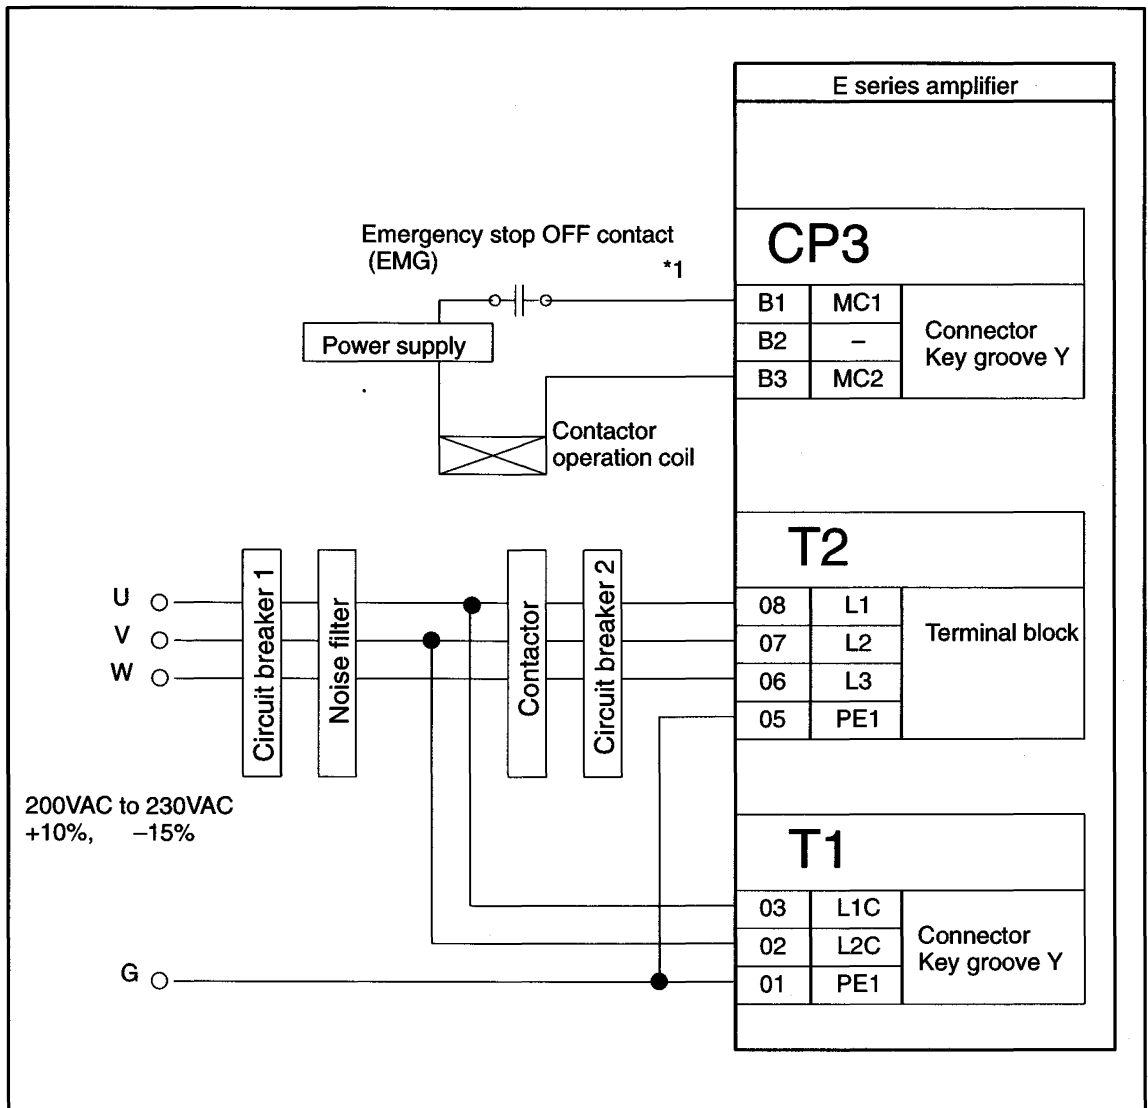 E series amplifier
CP3
Emergency stop OFF contact
(EMG)
*1
B1 MC1
B2 –
B3 MC2
Connector
Key groove Y
Power supply
Contactor
operation coil
T2
U
V
W
Circuit breaker 1
Noise filter
Contactor
Circuit breaker 2
08 L1
07 L2
06 L3
05 PE1
Terminal block
200VAC to 230VAC
+10%, –15%
T1
03 L1C
02 L2C
01 PE1
Connector
Key groove Y
G